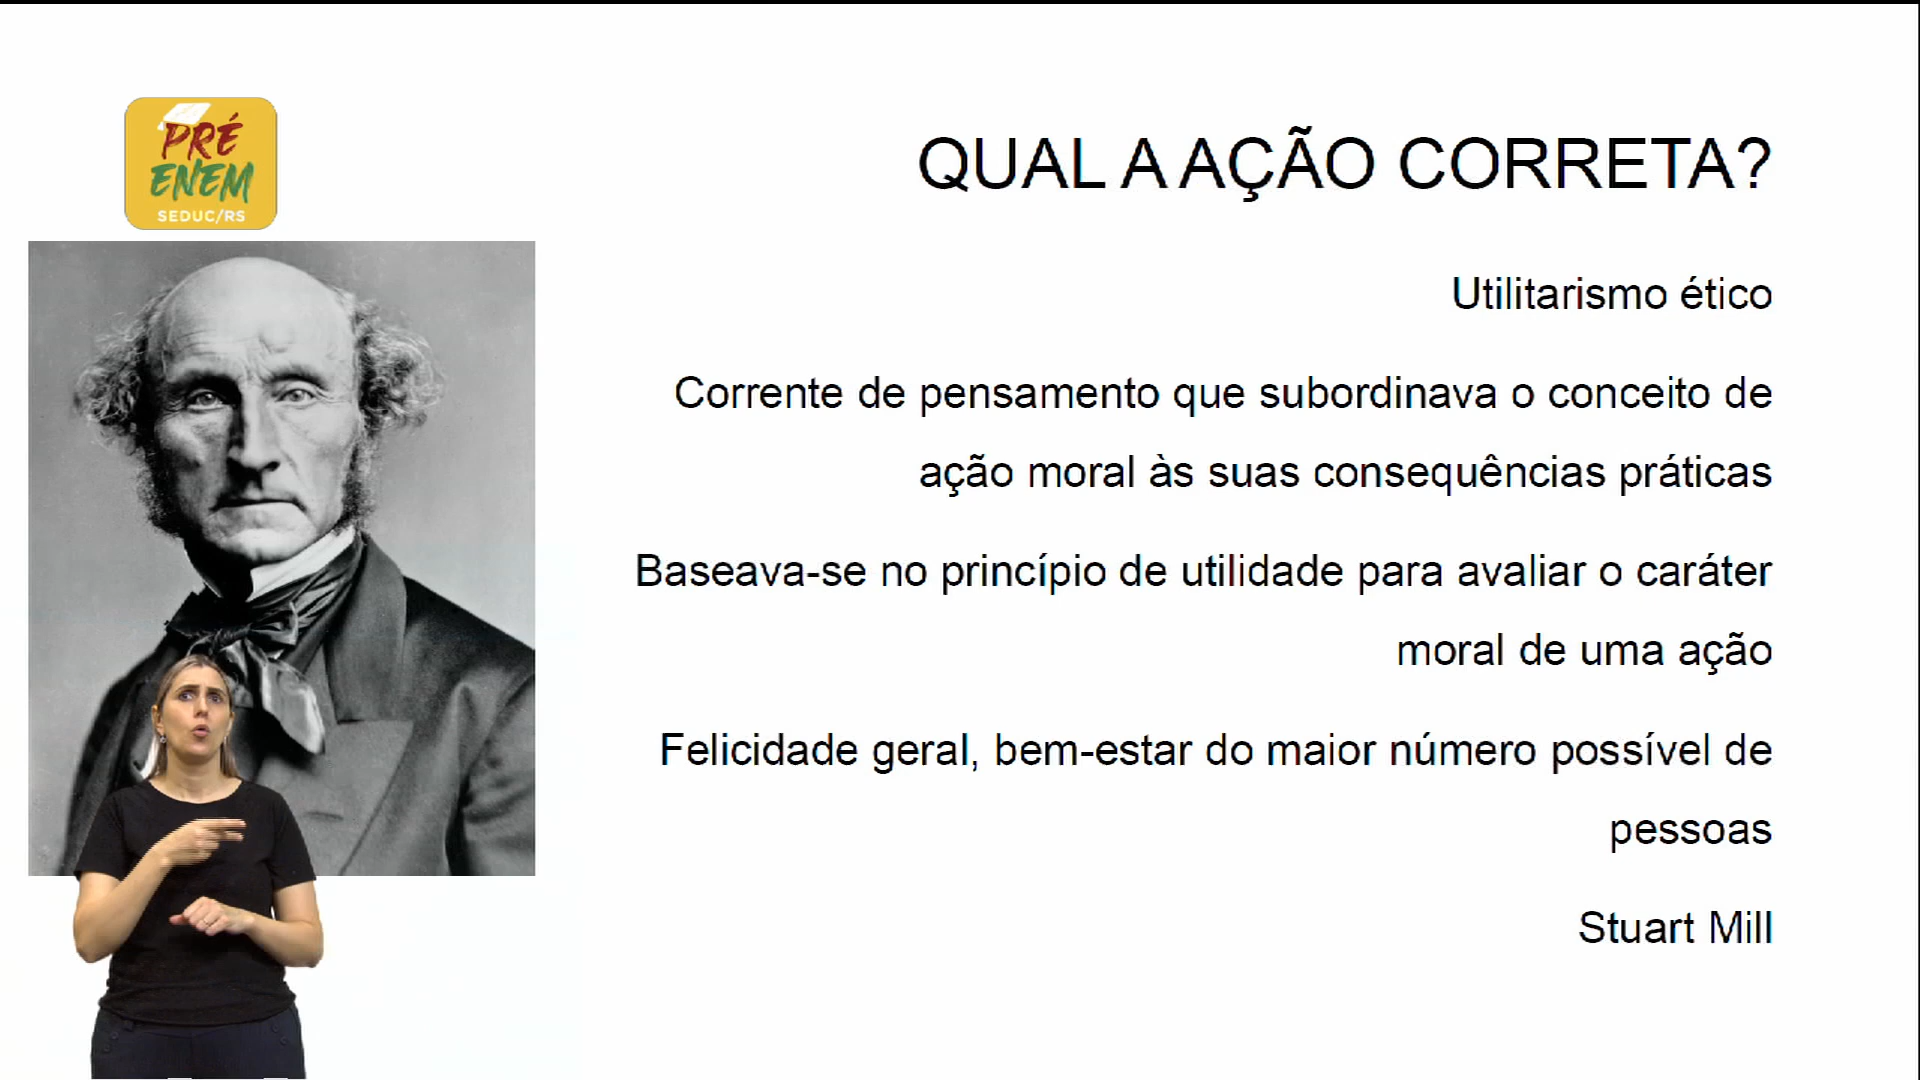 PRÉ
ENEM
SEDUC/RS
QUAL A AÇÃO CORRETA?
Utilitarismo ético
Corrente de pensamento que subordinava o conceito de
ação moral às suas consequências práticas
Baseava-se no princípio de utilidade para avaliar o caráter
moral de uma ação
Felicidade geral, bem-estar do maior número possível de
pessoas
Stuart Mill